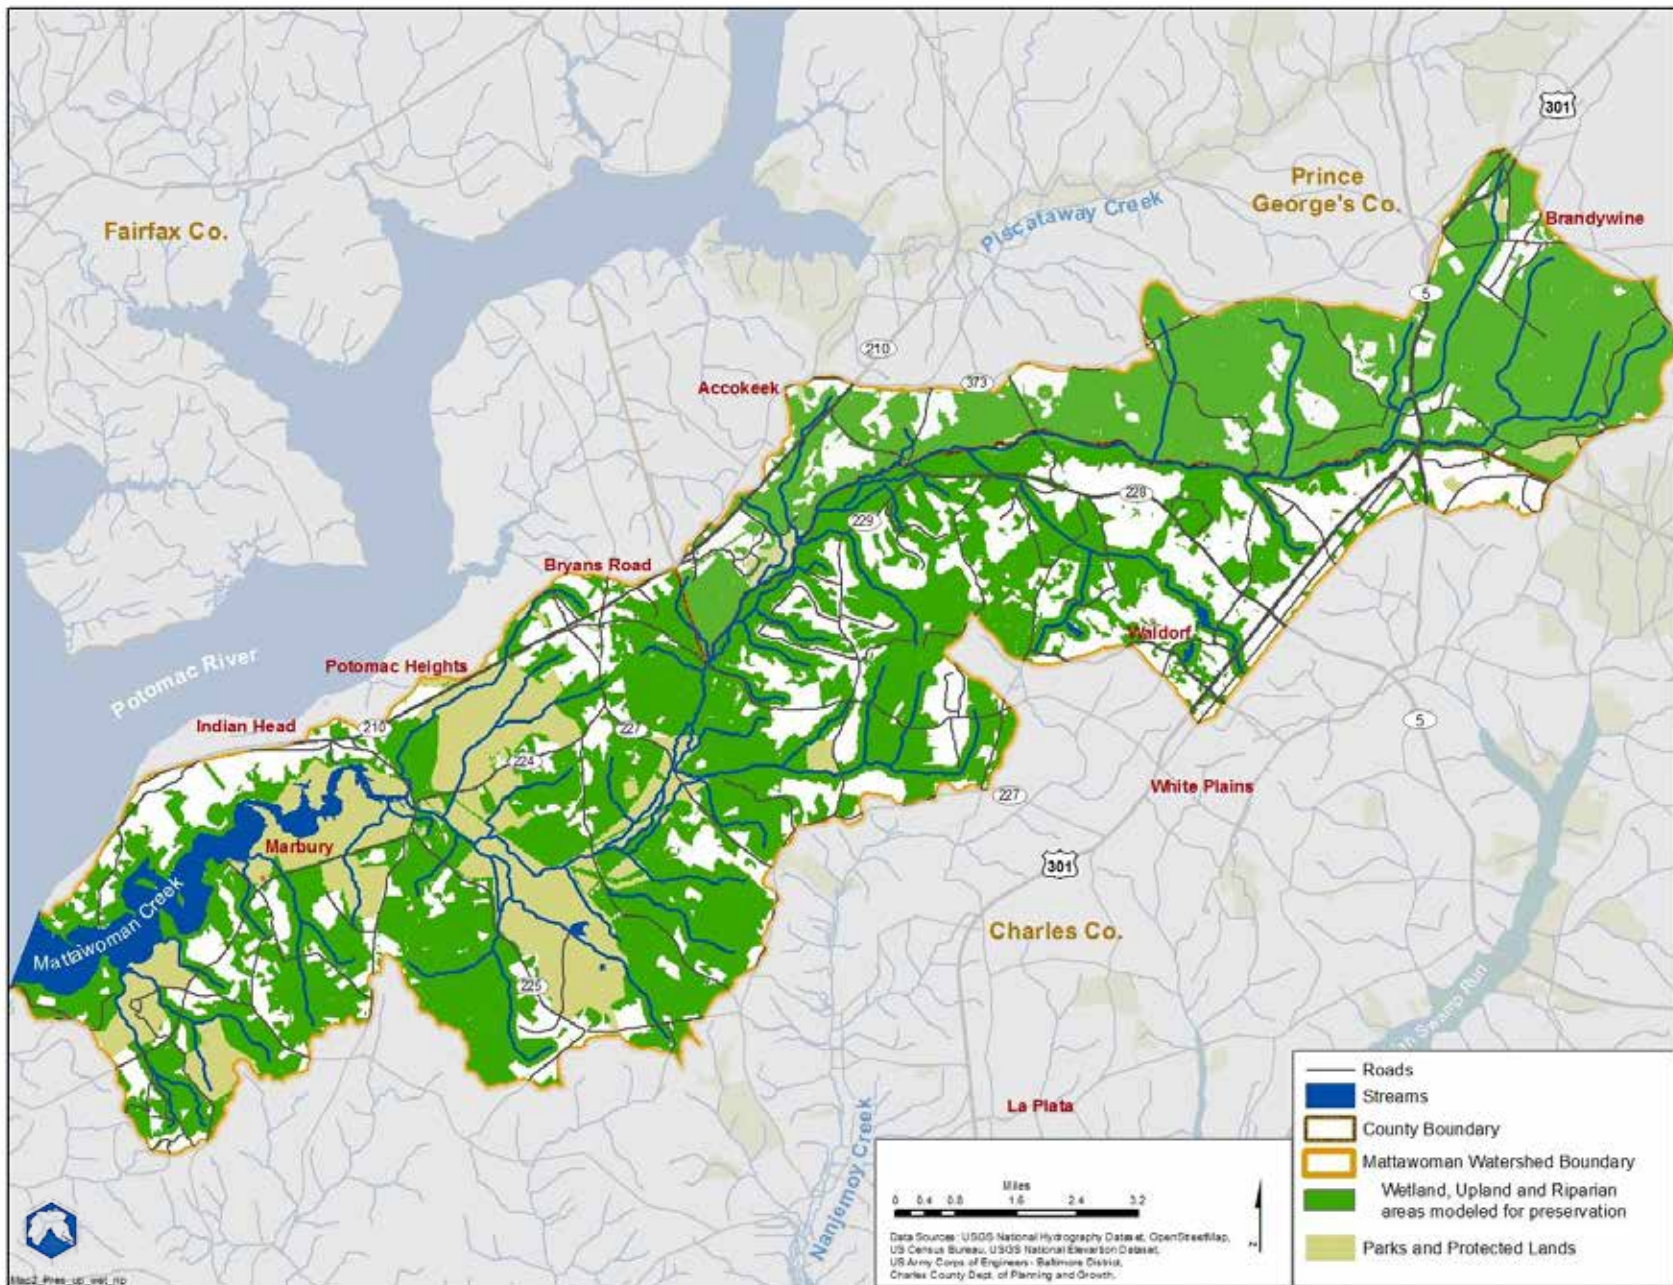 301
Prince
George's Co.
Brandywine
Fairfax Co.
Piscataway Creek
5
210
373
Accokeek
228
229
Bryans Road
Waldorf
Potomac River
Potomac Heights
Indian Head
210
227
224
5
White Plains
227
Marbury
301
Mattawoman Creek
Charles Co.
225
Swamp Run
La Plata
Nanjemoy Creek
Roads
Streams
County Boundary
Mattawoman Watershed Boundary
Wetland, Upland and Riparian
areas modeled for preservation
Parks and Protected Lands
Miles
0 0.4 0.8 1.6 2.4 3.2
Data Sources: USGS National Hydrography Dataset, OpenStreetMap,
US Census Bureau, USGS National Elevation Dataset,
US Army Corps of Engineers - Baltimore District,
Charles County Dept. of Planning and Growth.